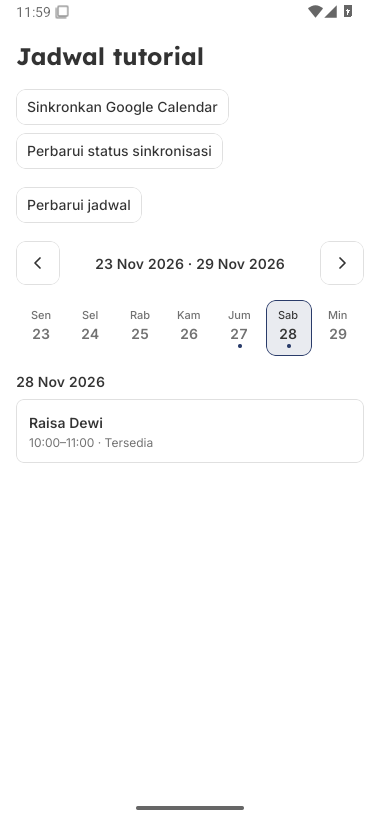 11:59
Jadwal tutorial
Sinkronkan Google Calendar
Perbarui status sinkronisasi
Perbarui jadwal
23 Nov 2026 · 29 Nov 2026
Sen Sel Rab Kam Jum Sab Min
23 24 25 26 27 28 29
28 Nov 2026
Raisa Dewi
10:00–11:00 · Tersedia